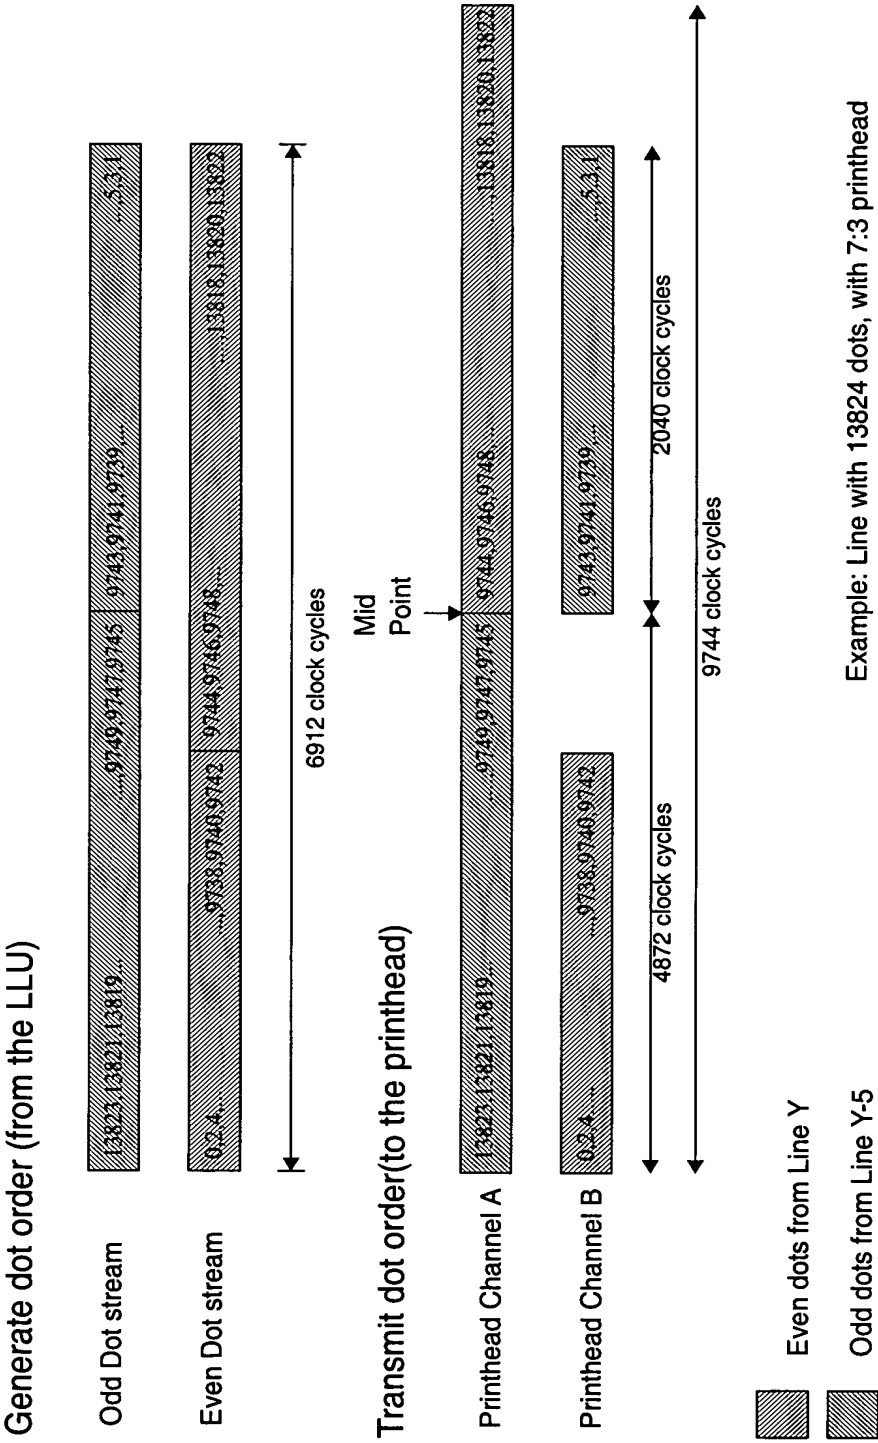 Generate dot order (from the LLU)
Odd Dot stream
13823,13821,13819...
....,9749,9747,9745
9743,9741,9739,...
...,5,3,1
Even Dot stream
0,2,4,....
...,9738,9740,9742
9744,9746,9748,...
...,13818,13820,13822
6912 clock cycles
Transmit dot order(to the printhead)
Mid
Point
Printhead Channel A
13823,13821,13819...
....,9749,9747,9745
9744,9746,9748,...
...,13818,13820,13822
Printhead Channel B
0,2,4,....
...,9738,9740,9742
9743,9741,9739,...
...,5,3,1
4872 clock cycles
2040 clock cycles
9744 clock cycles
Even dots from Line Y
Odd dots from Line Y-5
Example: Line with 13824 dots, with 7:3 printhead